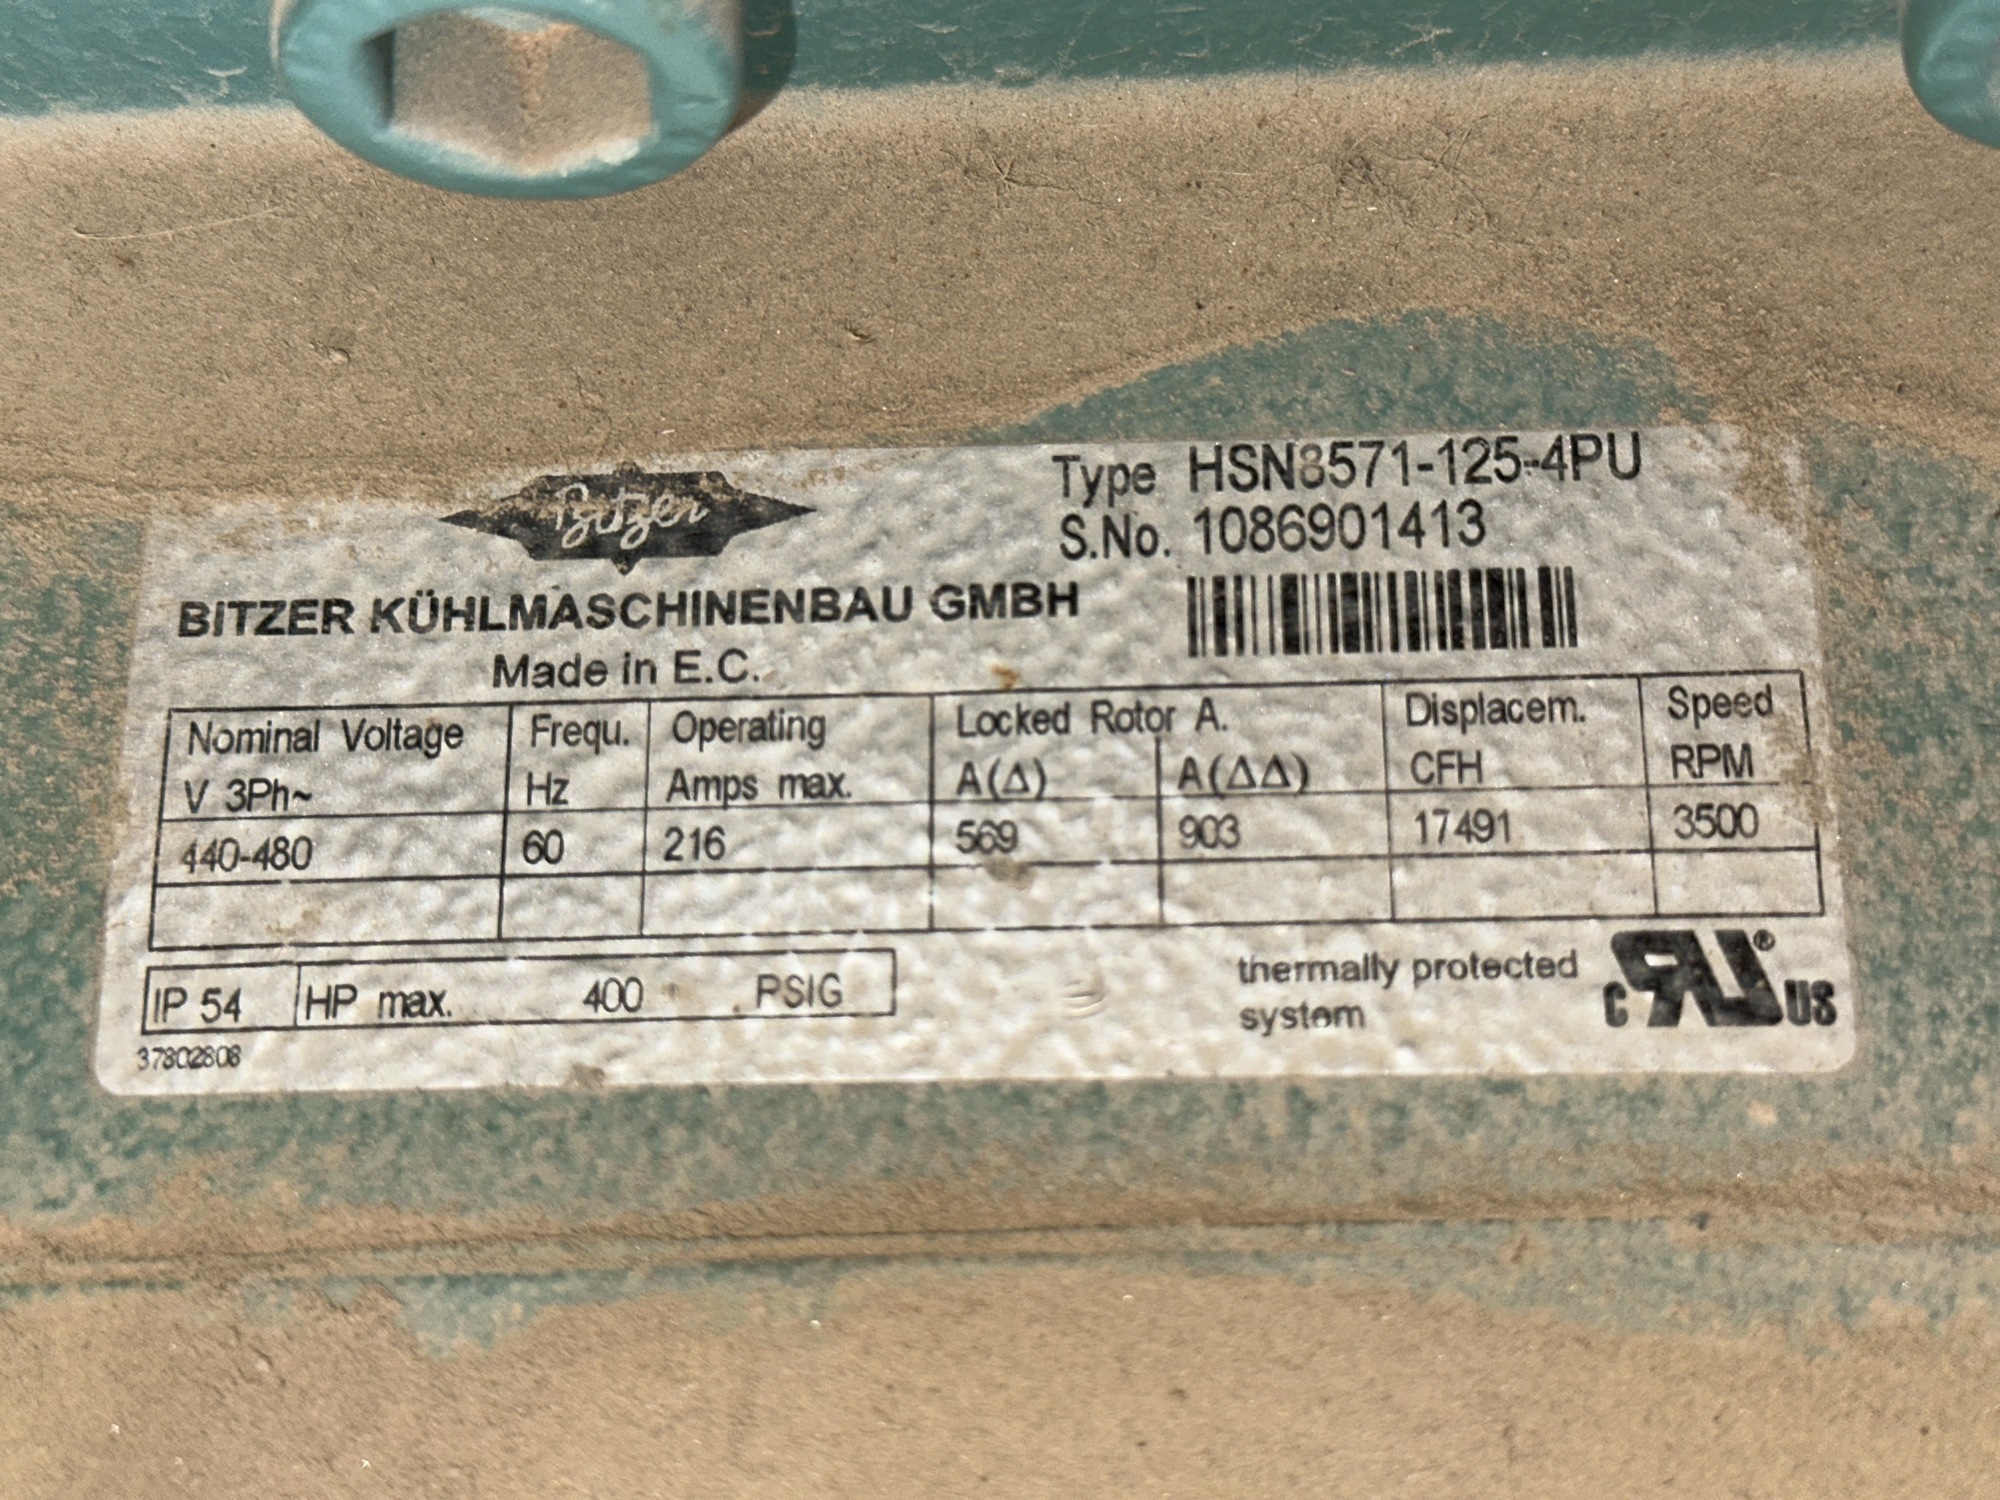 Bitzer
Type HSN8571-125-4PU
S.No. 1086901413
BITZER KÜHLMASCHINENBAU GMBH
Made in E.C.
Nominal Voltage Frequ. Operating Locked Rotor A. Displacem. Speed
V 3Ph~ Hz Amps max. A(Δ) A(ΔΔ) CFH RPM
440-480 60 216 569 903 17491 3500
IP 54 HP max. 400 PSIG
thermally protected
system
c RU ® US
37802808